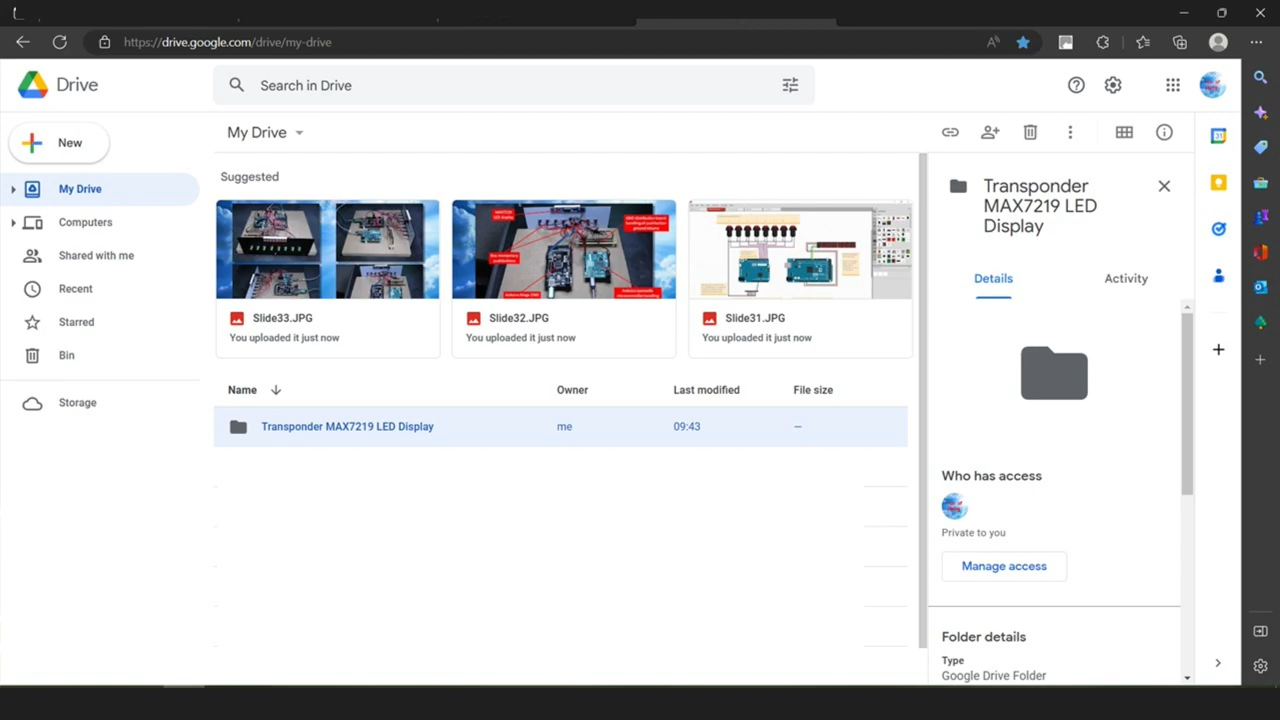 https://drive.google.com/drive/my-drive
Drive
Search in Drive
New
My Drive
Computers
Shared with me
Recent
Starred
Bin
Storage
My Drive
Suggested
Slide33.JPG
You uploaded it just now
Slide32.JPG
You uploaded it just now
Slide31.JPG
You uploaded it just now
Name Owner Last modified File size
Transponder MAX7219 LED Display me 09:43 –
Transponder
MAX7219 LED
Display
Details Activity
Who has access
Private to you
Manage access
Folder details
Type
Google Drive Folder